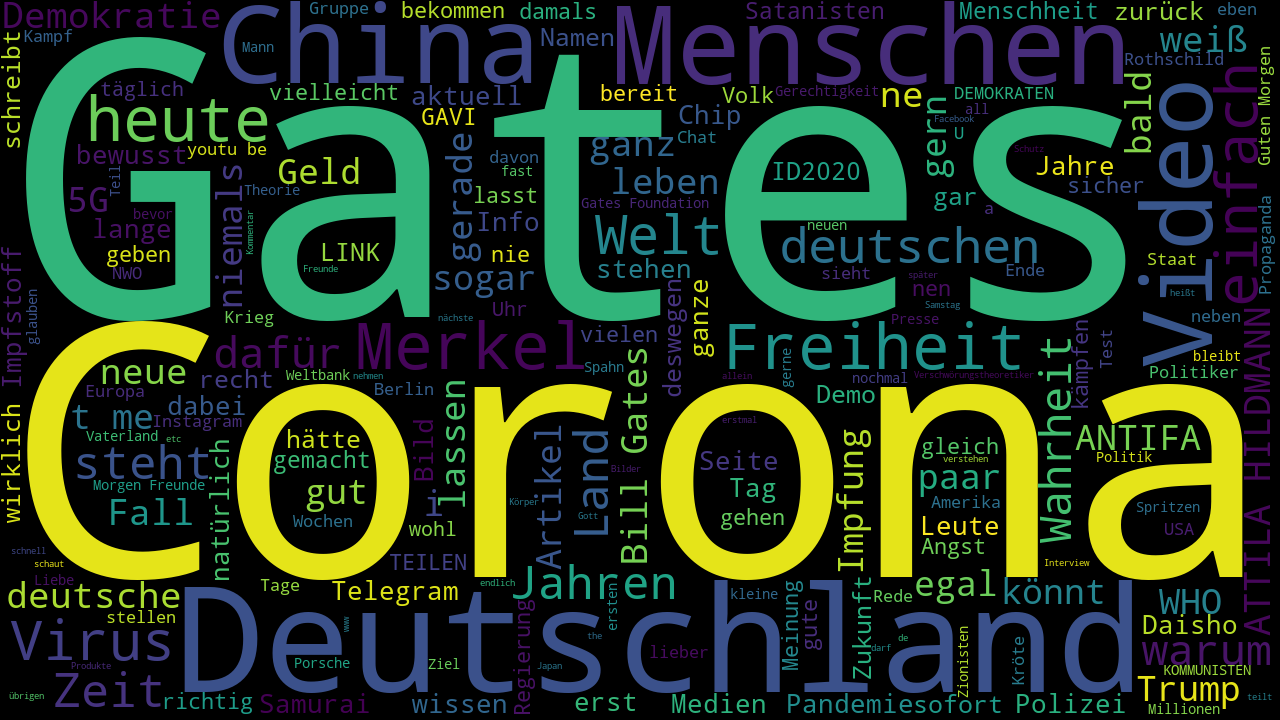 Demokratie
Gruppe
bekommen
damals
Satanisten
Menschheit
zurück
eben
Kampf
China
Mann
Namen
Menschen
weiß
schreibt
Rothschild
täglich
vielleicht
aktuell
bereit
Volk
Gerechtigkeit
ne
DEMOKRATEN
all
Facebook
U
bald
Video
einfach
Guten Morgen
heute
GAVI
Chip
Chat
gern
Gates
bewusst
youtu be
gerade
davon
fast
ganz
ID2020
Jahre
sicher
Teil
Geld
Theorie
lasst
leben
gar
a
Schutz
5G
bevor
niemals
Info
Gates Foundation
Welt
neuen
deutschen
lange
Kommentar
LINK
nie
stehen
sieht
Ende
Staat
Propaganda
geben
NWO
Freunde
sogar
nen
später
Samstag
heißt
Impfstoff
glauben
Krieg
nächste
Uhr
deswegen
ganze
Presse
neben
dafür
Merkel
vielen
Freiheit
kämpfen
Test
bleibt
Politiker
neue
recht
Weltbank
nehmen
Spahn
allein
gerne
nochmal
Verschwörungstheoretiker
Europa
Berlin
wirklich
t me
dabei
Instagram
Bild
lassen
Demo
Wahrheit
Vaterland
etc
hätte
erstmal
gleich
verstehen
ANTIFA
Politik
steht
gemacht
Artikel
Land
Bill Gates
Seite
Bilder
Impfung
paar
ATTILA HILDMANN
Morgen Freunde
natürlich
gut
i
Tag
Corona
Fall
Wochen
Körper
Gott
gehen
Amerika
Leute
Spritzen
USA
wohl
Angst
schnell
schaut
TEILEN
Interview
Liebe
Tage
Telegram
endlich
Jahren
kleine
egal
könnt
WHO
deutsche
stellen
www
Regierung
ersten
Meinung
gute
Zukunft
Rede
Daisho
Virus
Produkte
Deutschland
Porsche
Ziel
the
Japan
lieber
de
darf
Zionisten
Kröte
warum
KOMMUNISTEN
übrigen
Zeit
richtig
Samurai
wissen
erst
Medien
Pandemiesofort
Polizei
Trump
Millionen
teilt